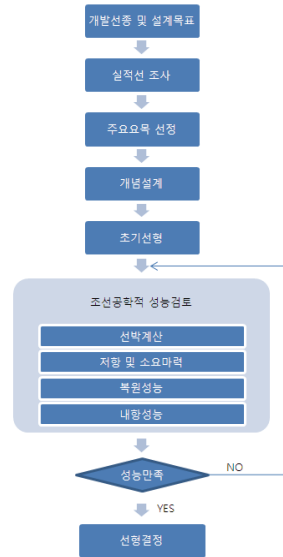 개발선종 및 설계목표
실적선 조사
주요요목 선정
개념설계
초기선형
조선공학적 성능검토
선박계산
저항 및 소요마력
복원성능
내항성능
성능만족
NO
YES
선형결정